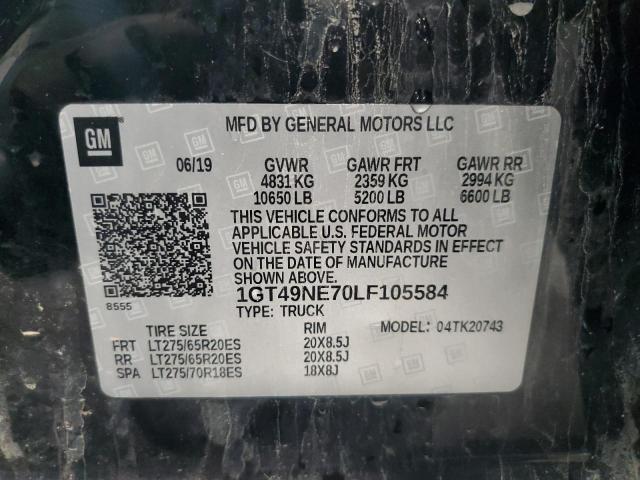 GM
MFD BY GENERAL MOTORS LLC
06/19 GVWR GAWR FRT GAWR RR
4831 KG 2359 KG 2994 KG
10650 LB 5200 LB 6600 LB
THIS VEHICLE CONFORMS TO ALL
APPLICABLE U.S. FEDERAL MOTOR
VEHICLE SAFETY STANDARDS IN EFFECT
ON THE DATE OF MANUFACTURE
SHOWN ABOVE.
8555
1GT49NE70LF105584
TYPE: TRUCK
TIRE SIZE RIM MODEL: 04TK20743
FRT LT275/65R20ES 20X8.5J
RR LT275/65R20ES 20X8.5J
SPA LT275/70R18ES 18X8J